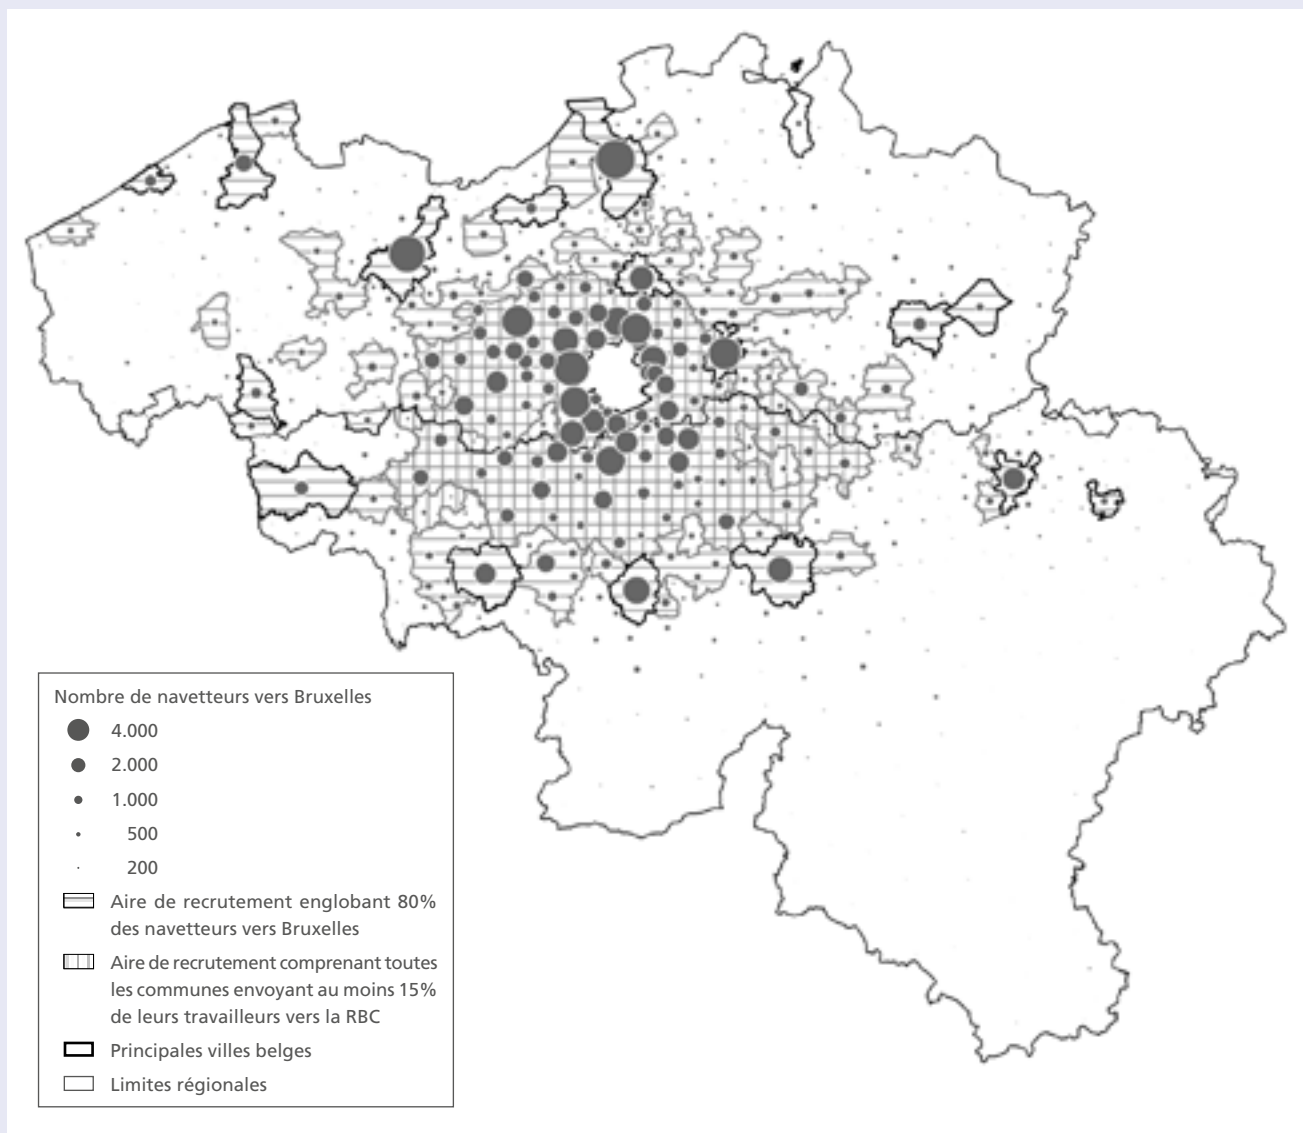 Nombre de navetteurs vers Bruxelles
4.000
2.000
1.000
500
200
Aire de recrutement englobant 80%
des navetteurs vers Bruxelles
Aire de recrutement comprenant toutes
les communes envoyant au moins 15%
de leurs travailleurs vers la RBC
Principales villes belges
Limites régionales